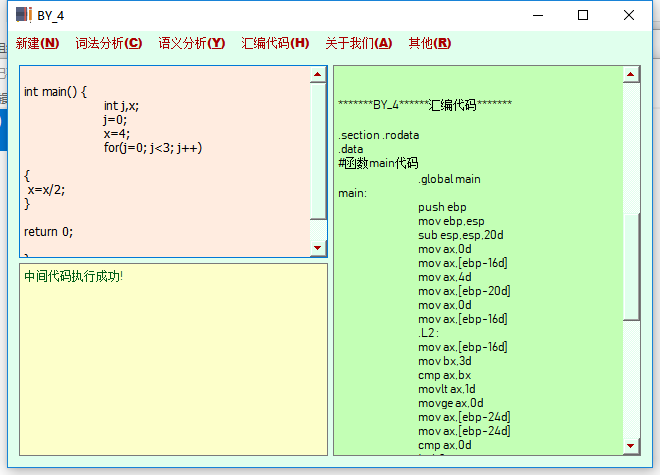 BY_4
新建(N) 词法分析(C) 语义分析(Y) 汇编代码(H) 关于我们(A) 其他(R)
int main() {
int j,x;
j=0;
x=4;
for(j=0; j<3; j++)
{
x=x/2;
}
return 0;
中间代码执行成功!
*******BY_4******汇编代码*******
.section .rodata
.data
#函数main代码
.global main
main:
push ebp
mov ebp,esp
sub esp,esp,20d
mov ax,0d
mov ax,[ebp-16d]
mov ax,4d
mov ax,[ebp-20d]
mov ax,0d
mov ax,[ebp-16d]
.L2 :
mov ax,[ebp-16d]
mov bx,3d
cmp ax,bx
movlt ax,1d
movge ax,0d
mov ax,[ebp-24d]
mov ax,[ebp-24d]
cmp ax,0d